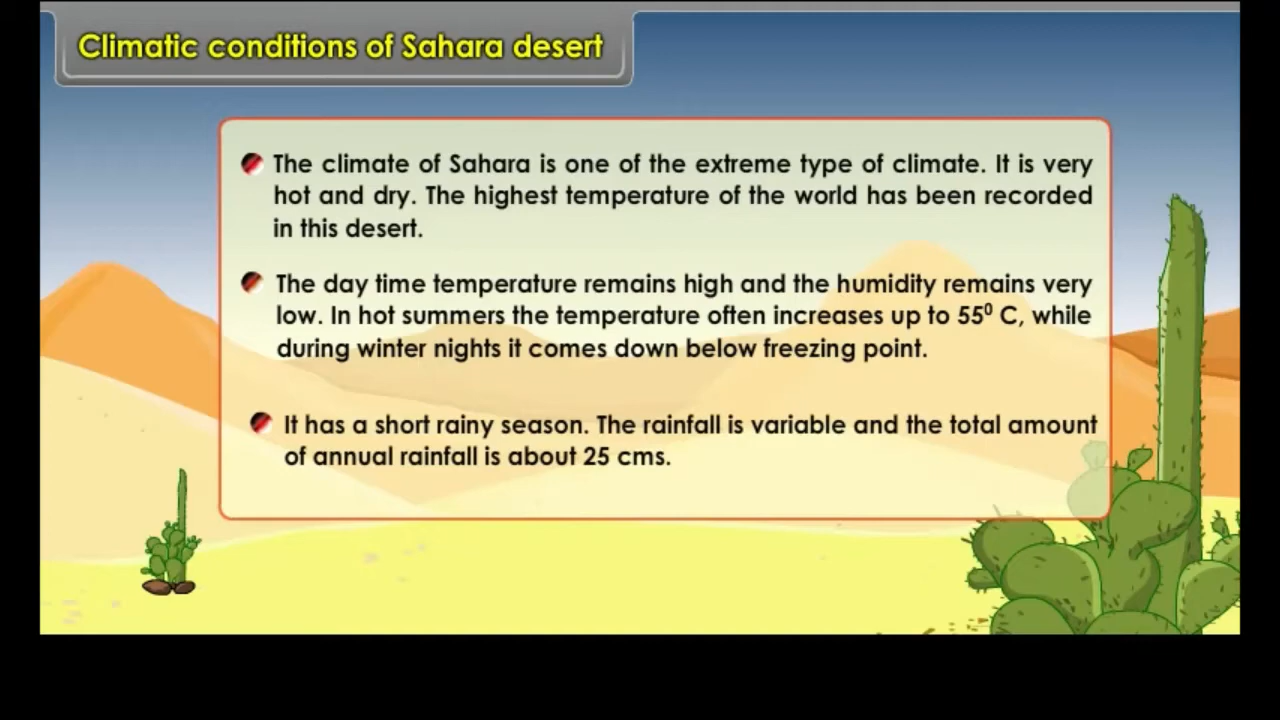 Climatic conditions of Sahara desert
The climate of Sahara is one of the extreme type of climate. It is very
hot and dry. The highest temperature of the world has been recorded
in this desert.
The day time temperature remains high and the humidity remains very
low. In hot summers the temperature often increases up to 55⁰ C, while
during winter nights it comes down below freezing point.
It has a short rainy season. The rainfall is variable and the total amount
of annual rainfall is about 25 cms.